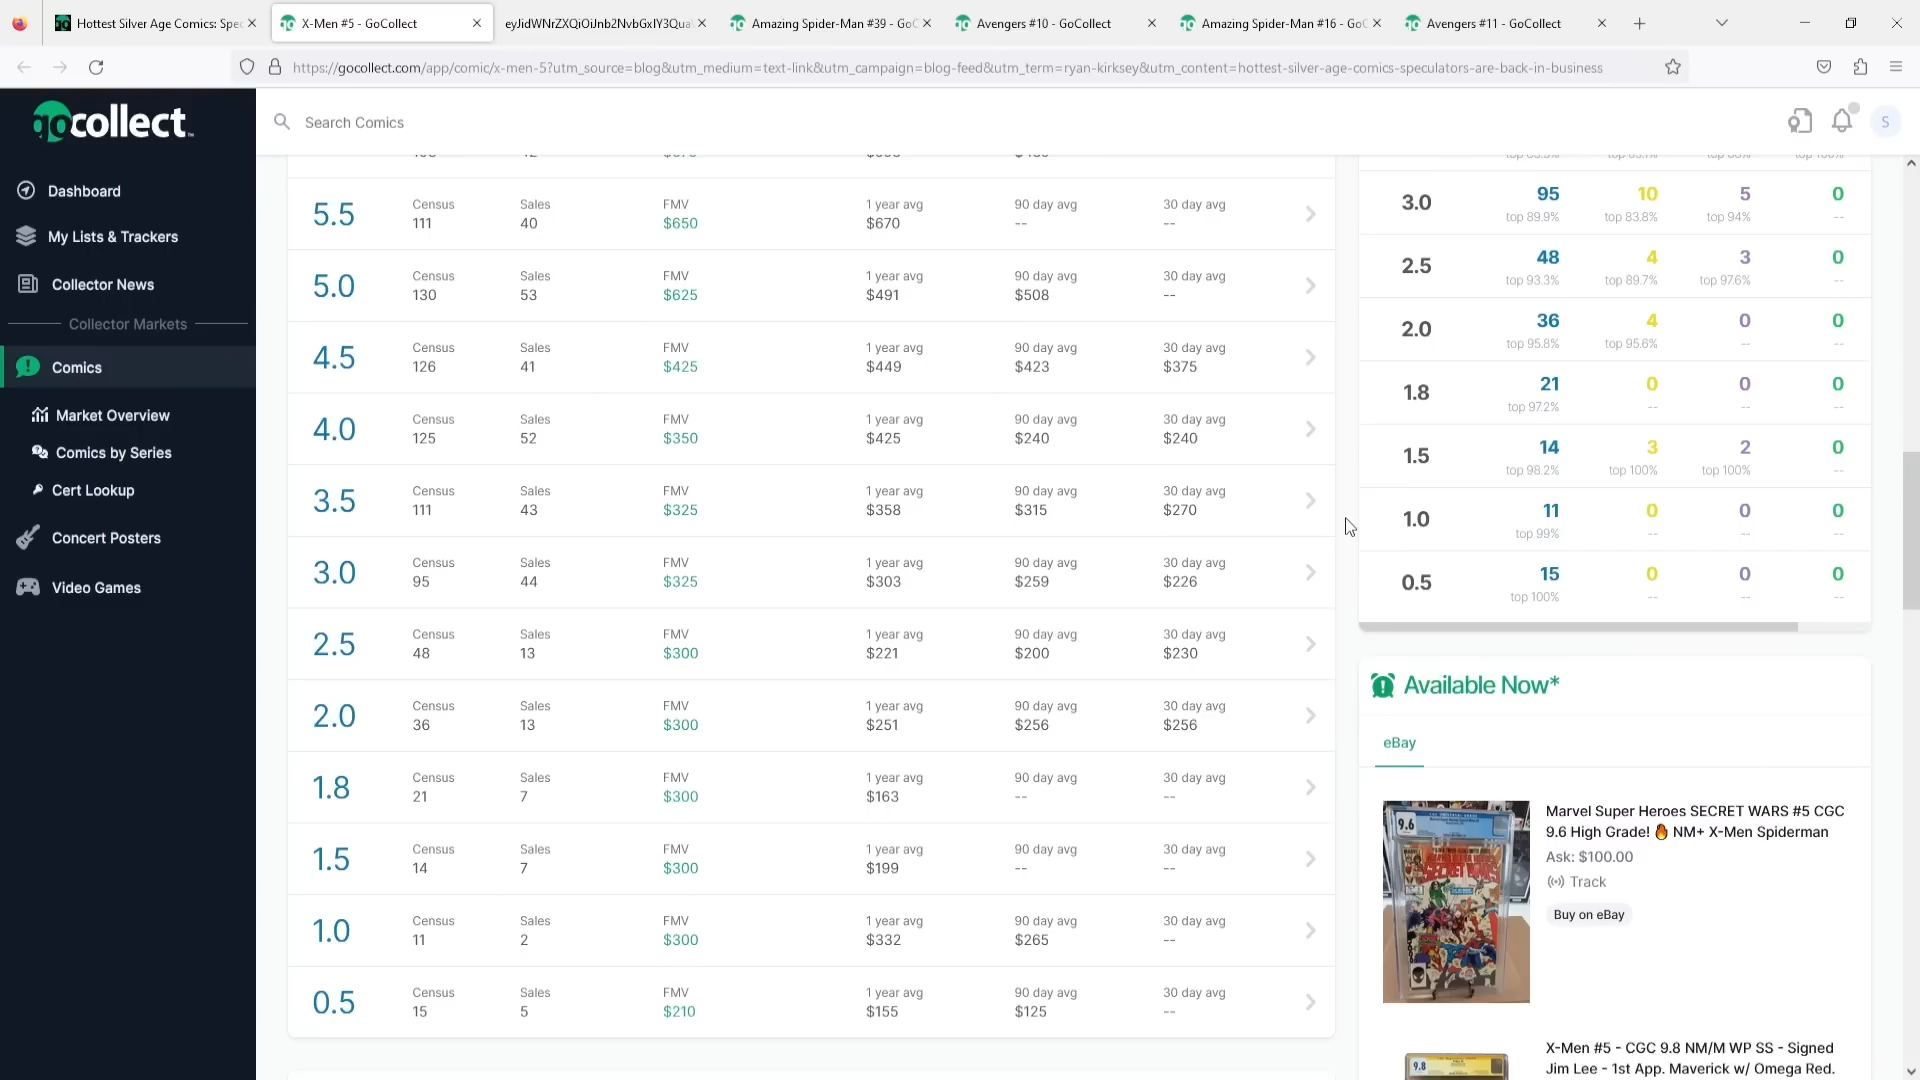 Hottest Silver Age Comics: Spec
X-Men #5 - GoCollect
eyJidWNrZXQiOiJnb2NvbGxlY3Qua
Amazing Spider-Man #39 - GoC
Avengers #10 - GoCollect
Amazing Spider-Man #16 - GoC
Avengers #11 - GoCollect
https://gocollect.com/app/comic/x-men-5?utm_source=blog&utm_medium=text-link&utm_campaign=blog-feed&utm_term=ryan-kirksey&utm_content=hottest-silver-age-comics-speculators-are-back-in-business
gocollect
Search Comics
S
Dashboard
My Lists & Trackers
Collector News
Collector Markets
Comics
Market Overview
Comics by Series
Cert Lookup
Concert Posters
Video Games
5.5 Census 111 Sales 40 FMV $650 1 year avg $670 90 day avg -- 30 day avg --
5.0 Census 130 Sales 53 FMV $625 1 year avg $491 90 day avg $508 30 day avg --
4.5 Census 126 Sales 41 FMV $425 1 year avg $449 90 day avg $423 30 day avg $375
4.0 Census 125 Sales 52 FMV $350 1 year avg $425 90 day avg $240 30 day avg $240
3.5 Census 111 Sales 43 FMV $325 1 year avg $358 90 day avg $315 30 day avg $270
3.0 Census 95 Sales 44 FMV $325 1 year avg $303 90 day avg $259 30 day avg $226
2.5 Census 48 Sales 13 FMV $300 1 year avg $221 90 day avg $200 30 day avg $230
2.0 Census 36 Sales 13 FMV $300 1 year avg $251 90 day avg $256 30 day avg $256
1.8 Census 21 Sales 7 FMV $300 1 year avg $163 90 day avg -- 30 day avg --
1.5 Census 14 Sales 7 FMV $300 1 year avg $199 90 day avg -- 30 day avg --
1.0 Census 11 Sales 2 FMV $300 1 year avg $332 90 day avg $265 30 day avg --
0.5 Census 15 Sales 5 FMV $210 1 year avg $155 90 day avg $125 30 day avg --
3.0 95 10 5 0
top 89.9% top 83.8% top 94% --
2.5 48 4 3 0
top 93.3% top 89.7% top 97.6% --
2.0 36 4 0 0
top 95.8% top 95.6% -- --
1.8 21 0 0 0
top 97.2% -- -- --
1.5 14 3 2 0
top 98.2% top 100% top 100% --
1.0 11 0 0 0
top 99% -- -- --
0.5 15 0 0 0
top 100% -- -- --
Available Now*
eBay
9.6
SECRET WARS
Marvel Super Heroes SECRET WARS #5 CGC
9.6 High Grade! 🔥 NM+ X-Men Spiderman
Ask: $100.00
Track
Buy on eBay
9.8
X-Men #5 - CGC 9.8 NM/M WP SS - Signed
Jim Lee - 1st App. Maverick w/ Omega Red.